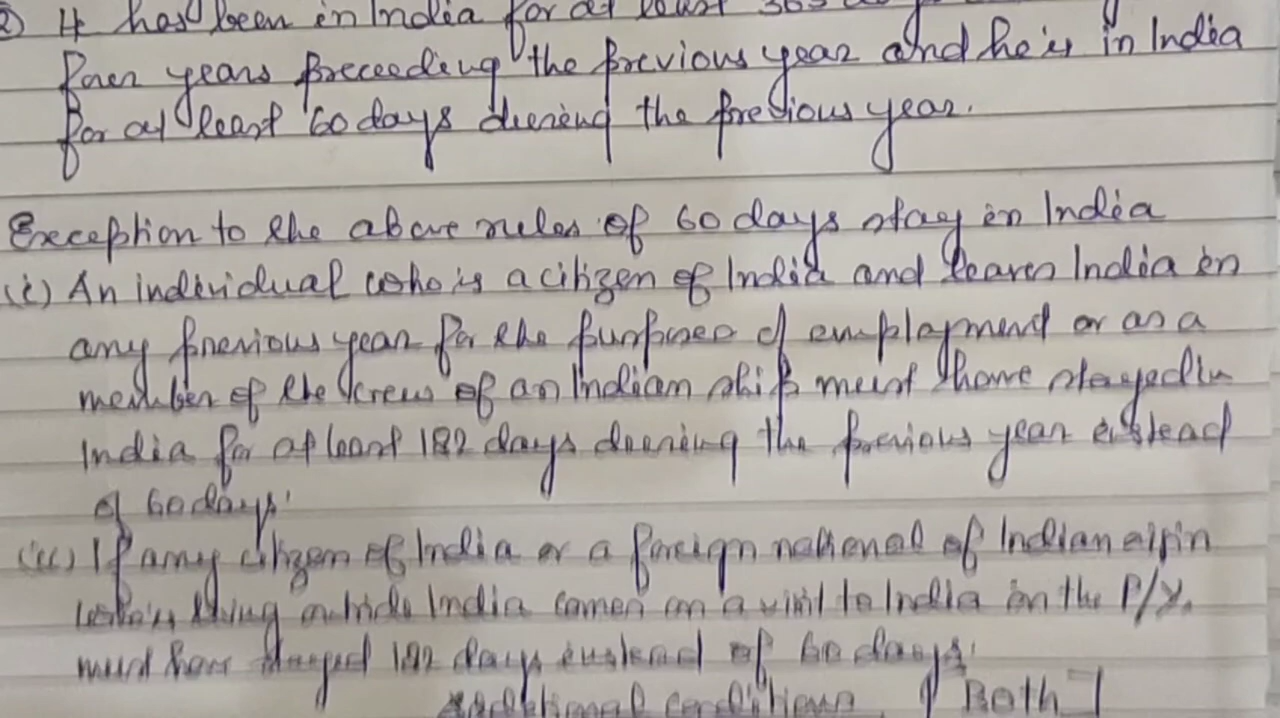 ② If has been in India for at least 365
four years preceeding the previous year and he is in India
for at least 60 days during the previous year.
Exception to the above rules of 60 days stay in India
(i) An individual who is a citizen of India and leaves India in
any previous year for the purpose of employment or as a
member of the crew of an Indian ship must have stayed in
India for at least 182 days during the previous year instead
of 60 days.
(ii) If any citizen of India or a foreign national of Indian
who is living outside India comes on a visit to India in the P/Y.
must have stayed 182 days instead of 60 days.
additional conditions Both